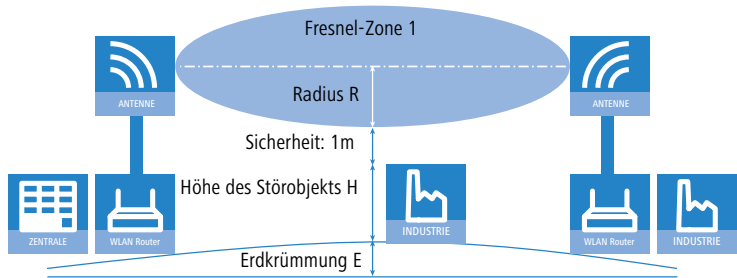 Fresnel-Zone 1
Radius R
ANTENNE
ANTENNE
Sicherheit: 1m
Höhe des Störobjekts H
ZENTRALE
WLAN Router
INDUSTRIE
WLAN Router
INDUSTRIE
Erdkrümmung E